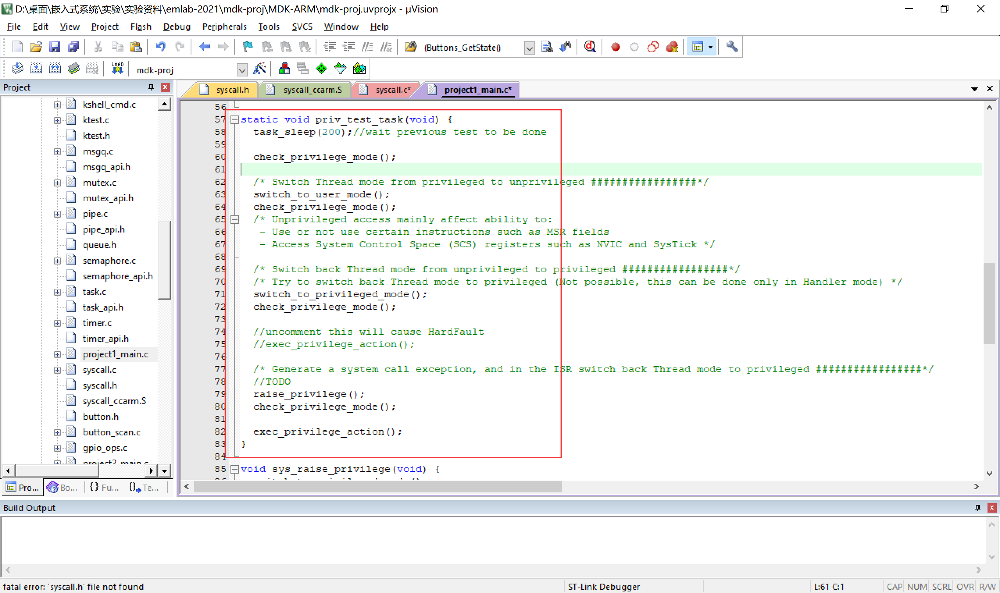 D:\桌面\嵌入式系统\实验\实验资料\emlab-2021\mdk-proj\MDK-ARM\mdk-proj.uvprojx - µVision
File Edit View Project Flash Debug Peripherals Tools SVCS Window Help
(Buttons_GetState()
LOAD mdk-proj
Project
kshell_cmd.c
ktest.c
ktest.h
msgq.c
msgq_api.h
mutex.c
mutex_api.h
pipe.c
pipe_api.h
queue.h
semaphore.c
semaphore_api.h
task.c
task_api.h
timer.c
timer_api.h
project1_main.c
syscall.c
syscall.h
syscall_ccarm.S
button.h
button_scan.c
gpio_ops.c
project2_main.c
Pro... Bo... {} Fu... Te...
syscall.h syscall_ccarm.S syscall.c* project1_main.c*
56
57 static void priv_test_task(void) {
58 task_sleep(200);//wait previous test to be done
59
60 check_privilege_mode();
61
62 /* Switch Thread mode from privileged to unprivileged #################*/
63 switch_to_user_mode();
64 check_privilege_mode();
65 /* Unprivileged access mainly affect ability to:
66 - Use or not use certain instructions such as MSR fields
67 - Access System Control Space (SCS) registers such as NVIC and SysTick */
68
69 /* Switch back Thread mode from unprivileged to privileged #################*/
70 /* Try to switch back Thread mode to privileged (Not possible, this can be done only in Handler mode) */
71 switch_to_privileged_mode();
72 check_privilege_mode();
73
74 //uncomment this will cause HardFault
75 //exec_privilege_action();
76
77 /* Generate a system call exception, and in the ISR switch back Thread mode to privileged #################*/
78 //TODO
79 raise_privilege();
80 check_privilege_mode();
81
82 exec_privilege_action();
83 }
84
85 void sys_raise_privilege(void) {
Build Output
fatal error: 'syscall.h' file not found
ST-Link Debugger
L:61 C:1
CAP NUM SCRL OVR R/W